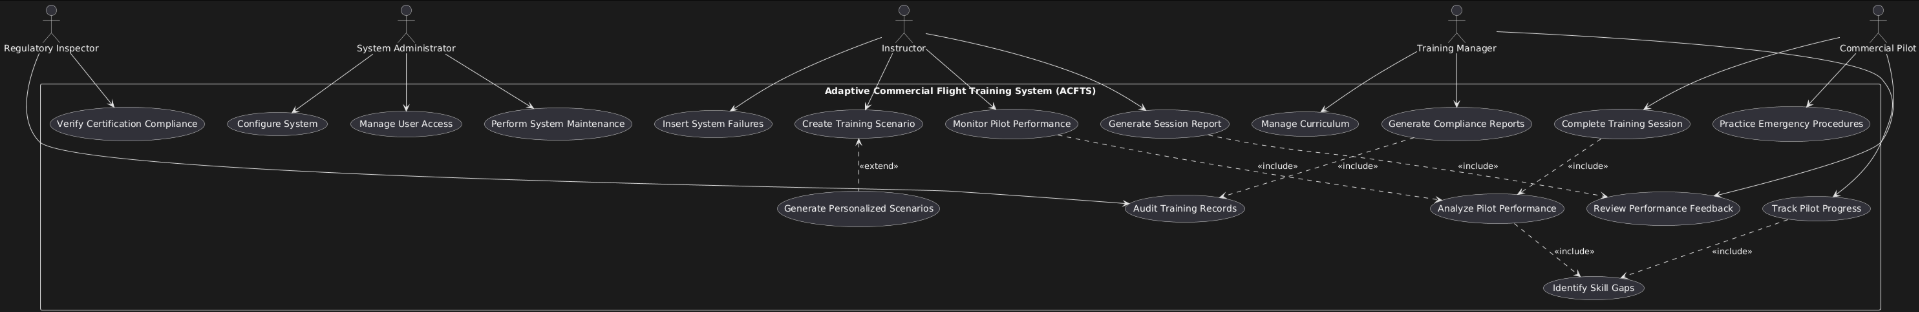 Regulatory Inspector
System Administrator
Instructor
Training Manager
Commercial Pilot
Adaptive Commercial Flight Training System (ACFTS)
Verify Certification Compliance
Configure System
Manage User Access
Perform System Maintenance
Insert System Failures
Create Training Scenario
Monitor Pilot Performance
Generate Session Report
Manage Curriculum
Generate Compliance Reports
Complete Training Session
Practice Emergency Procedures
«extend»
«include»
«include»
«include»
«include»
Generate Personalized Scenarios
Audit Training Records
Analyze Pilot Performance
Review Performance Feedback
Track Pilot Progress
«include»
«include»
Identify Skill Gaps